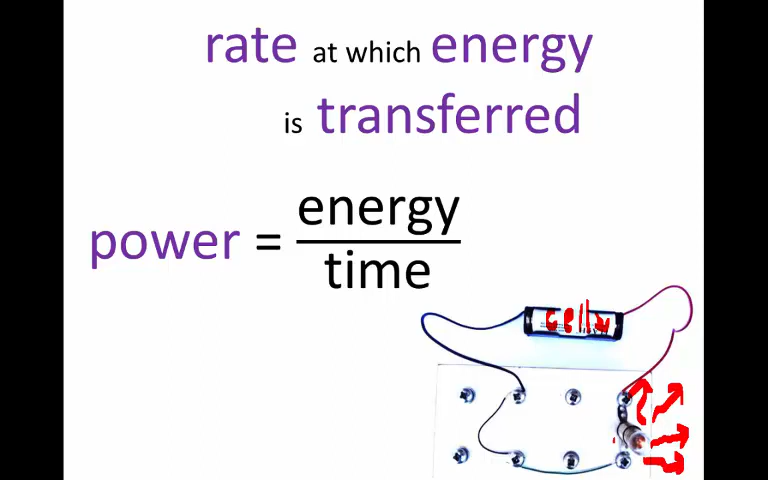 rate at which energy
is transferred
power = energy
time
cell